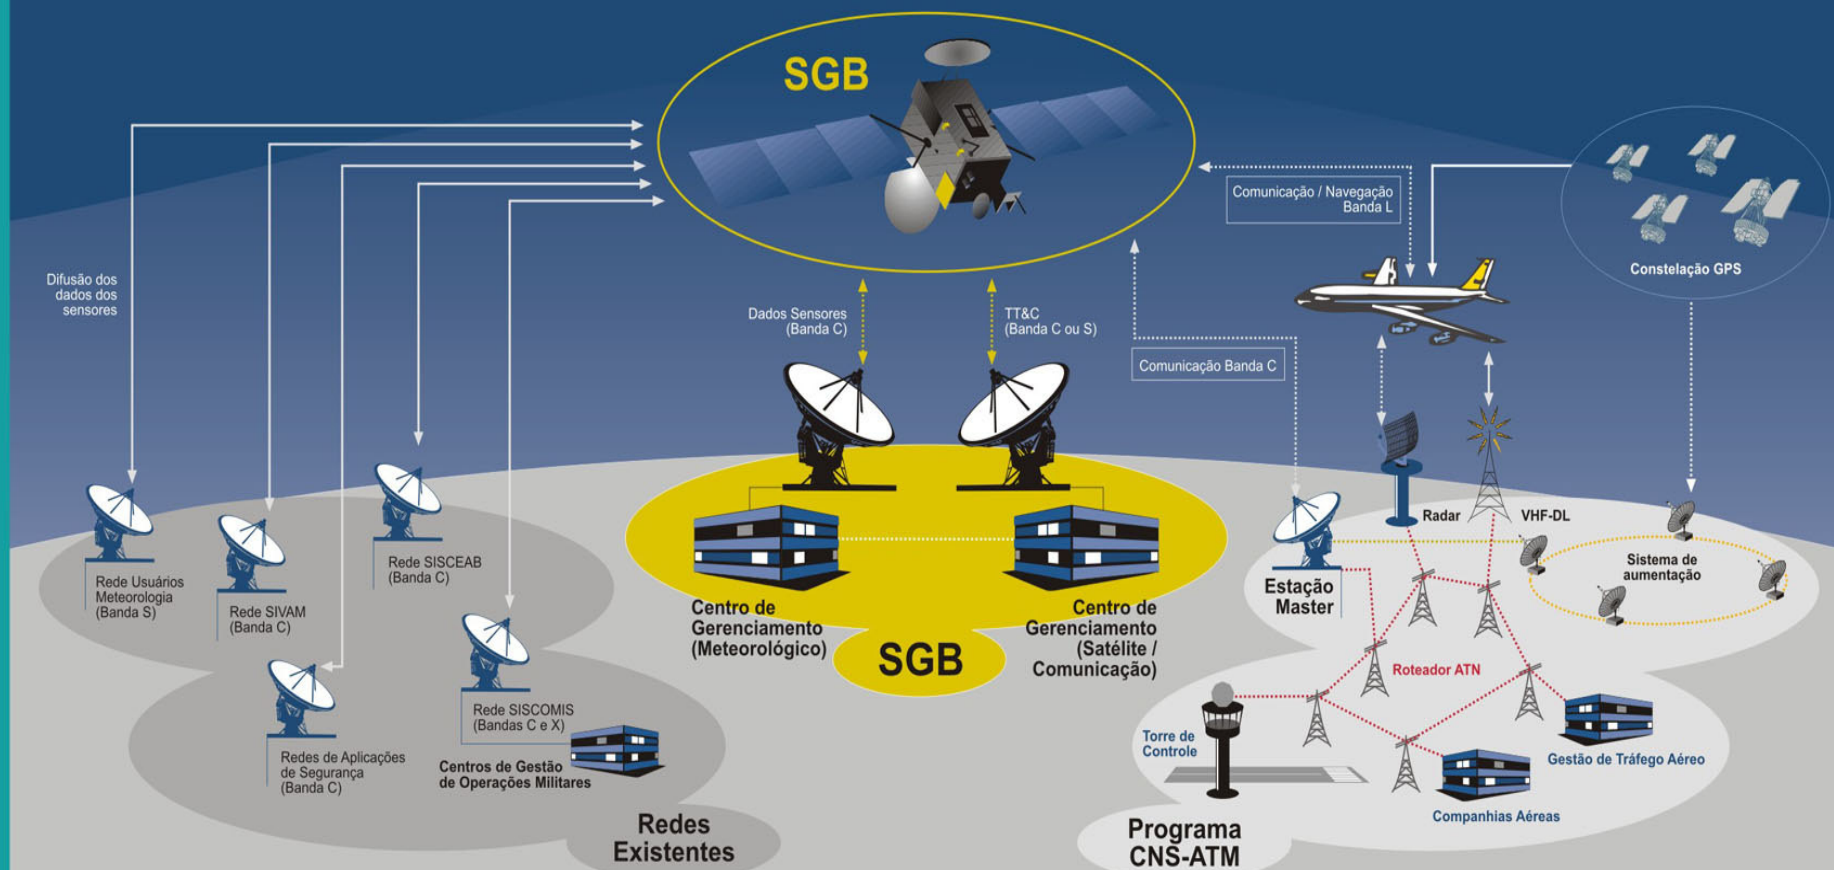 SGB
Comunicação / Navegação
Banda L
Constelação GPS
Difusão dos
dados dos
sensores
Dados Sensores
(Banda C)
TT&C
(Banda C ou S)
Comunicação Banda C
Rede Usuários
Meteorologia
(Banda S)
Rede SIVAM
(Banda C)
Rede SISCEAB
(Banda C)
Redes de Aplicações
de Segurança
(Banda C)
Rede SISCOMIS
(Bandas C e X)
Centros de Gestão
de Operações Militares
Redes
Existentes
Centro de
Gerenciamento
(Meteorológico)
Centro de
Gerenciamento
(Satélite /
Comunicação)
SGB
Radar
VHF-DL
Estação
Master
Sistema de
aumentação
Roteador ATN
Torre de
Controle
Gestão de Tráfego Aéreo
Companhias Aéreas
Programa
CNS-ATM